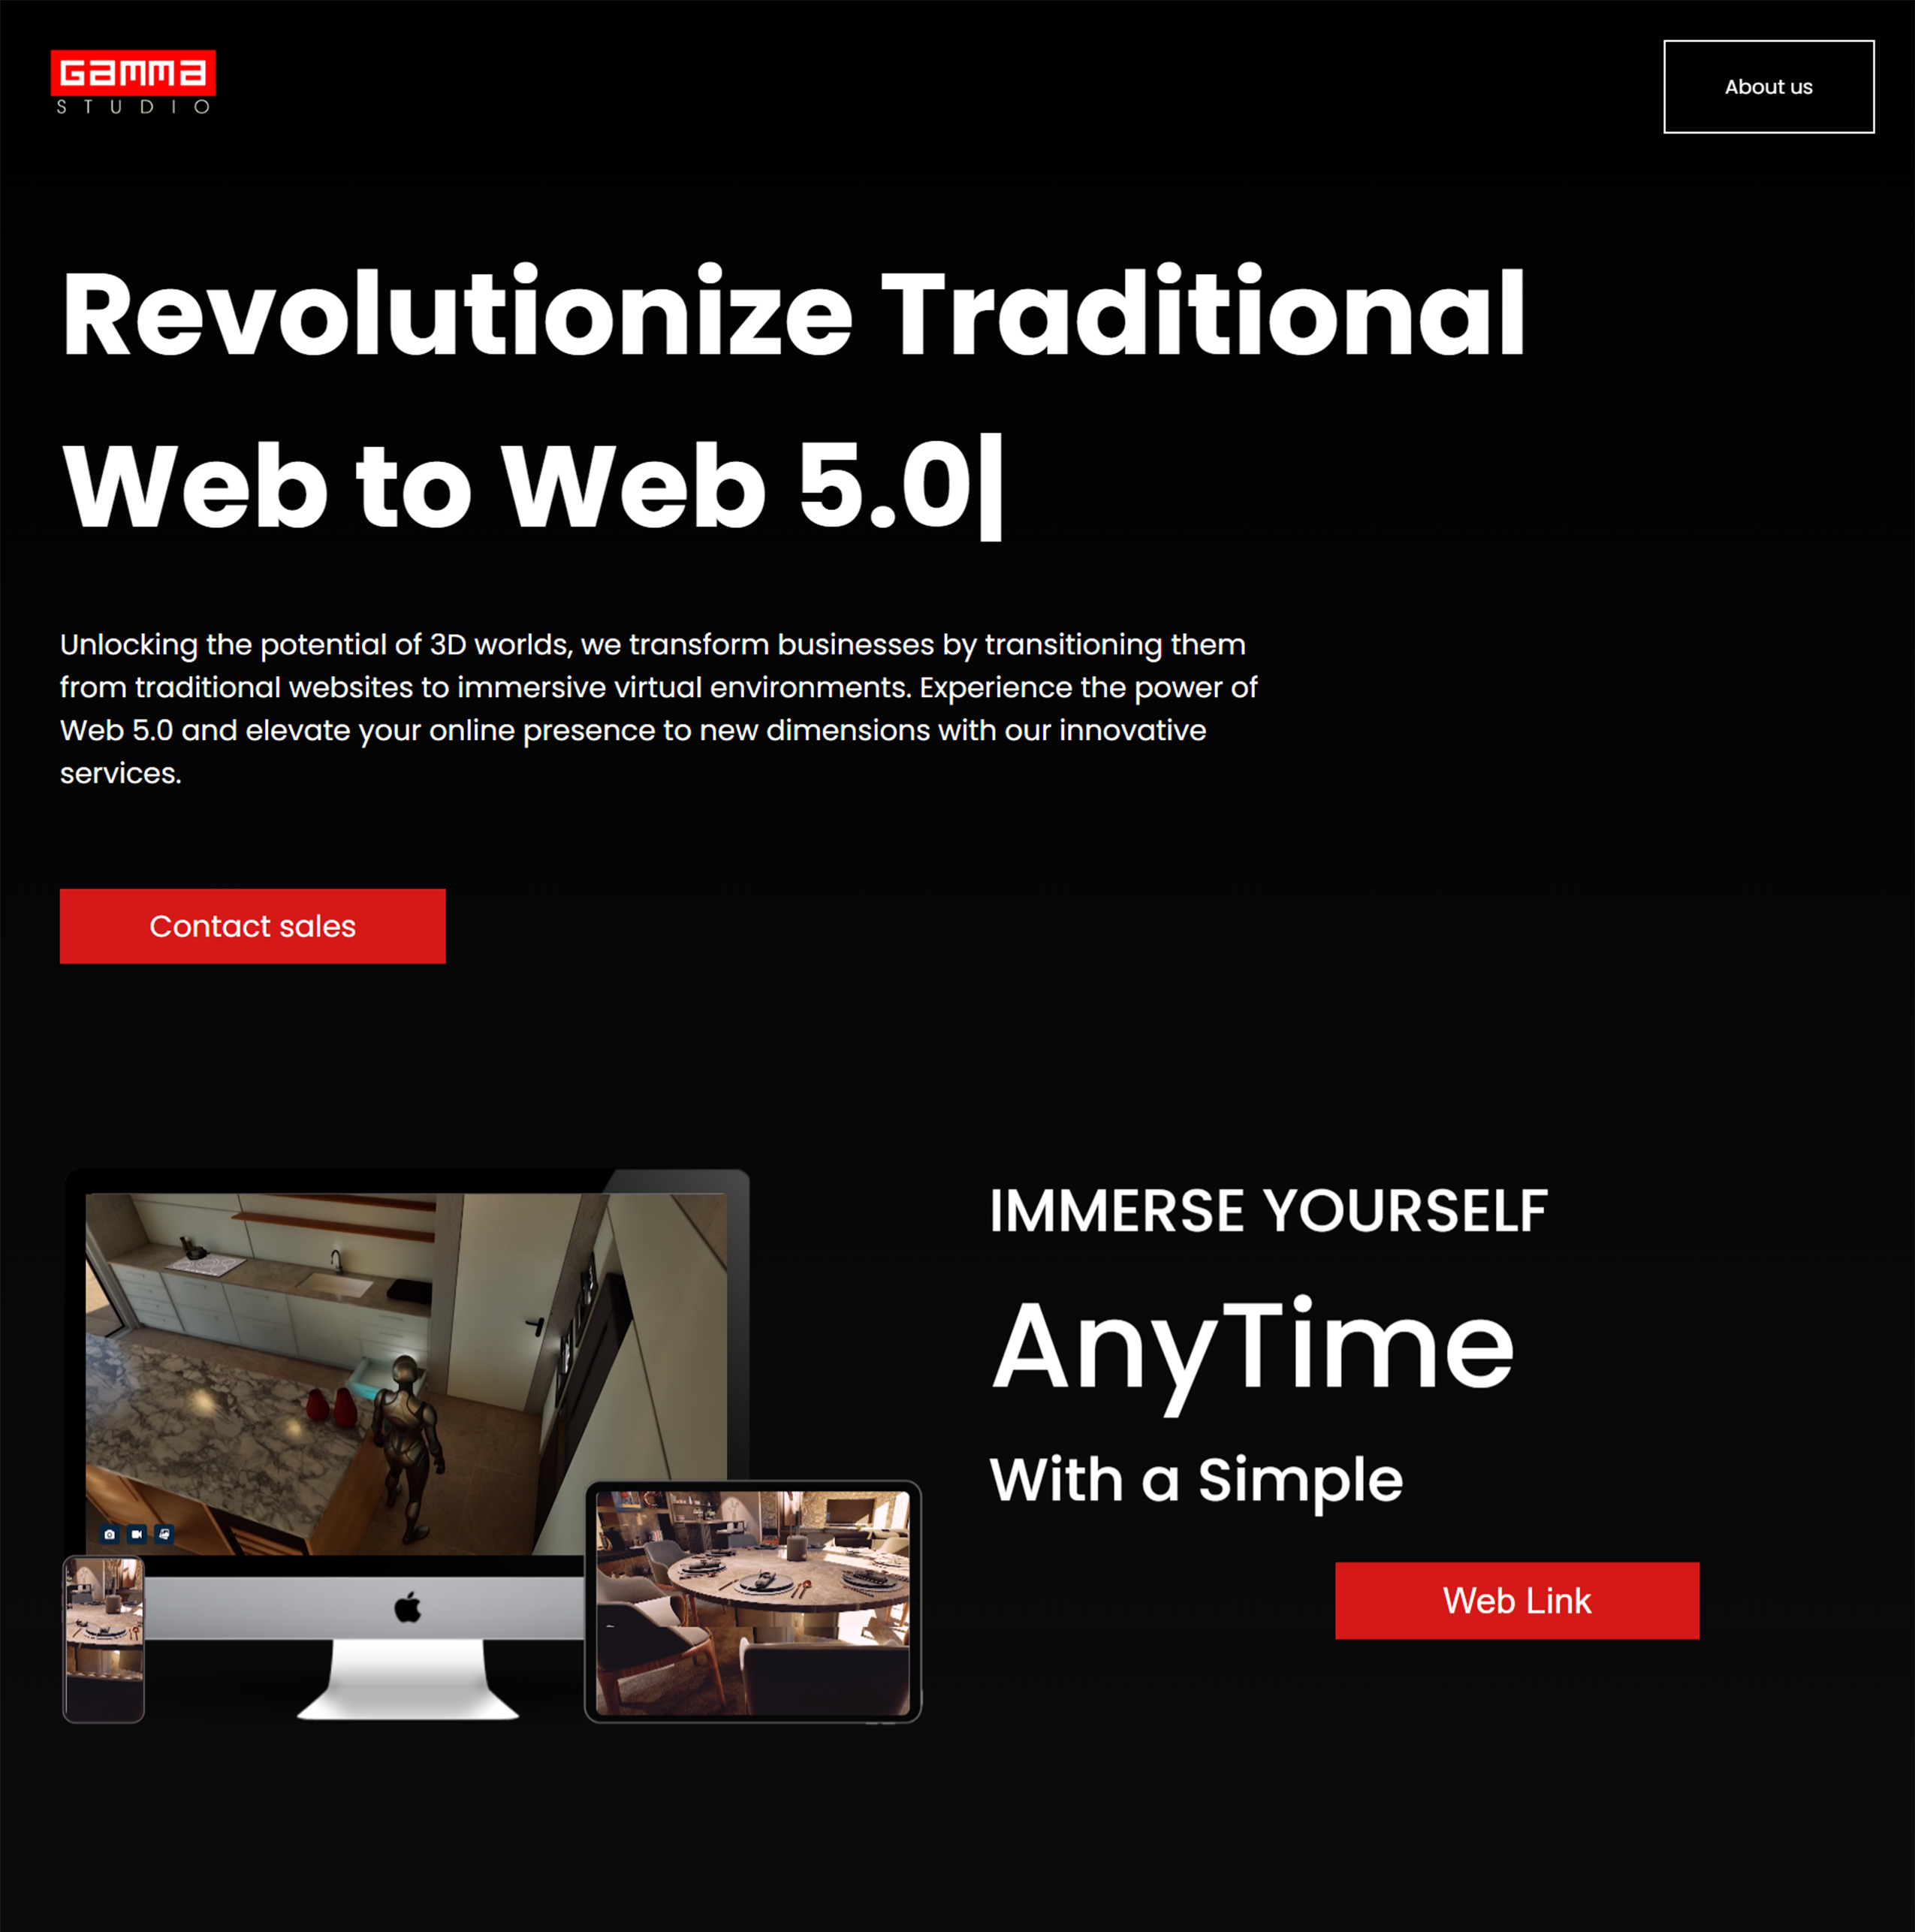 Gamma
STUDIO
About us
Revolutionize Traditional
Web to Web 5.0|
Unlocking the potential of 3D worlds, we transform businesses by transitioning them
from traditional websites to immersive virtual environments. Experience the power of
Web 5.0 and elevate your online presence to new dimensions with our innovative
services.
Contact sales
IMMERSE YOURSELF
AnyTime
With a Simple
Web Link